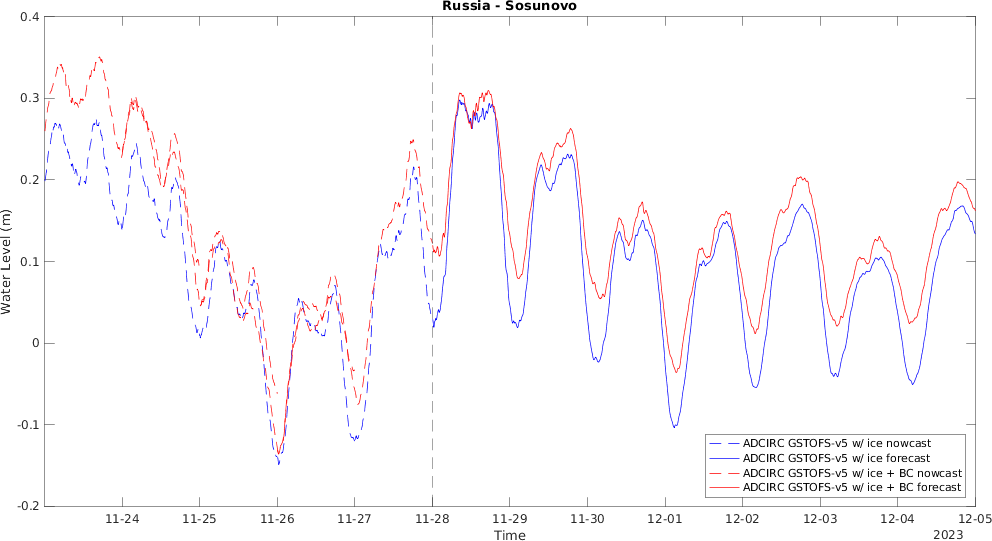 Russia - Sosunovo
0.4
0.3
0.2
0.1
0
-0.1
-0.2
Water Level (m)
11-24
11-25
11-26
11-27
11-28
11-29
11-30
12-01
12-02
12-03
12-04
12-05
Time
2023
ADCIRC GSTOFS-v5 w/ ice nowcast
ADCIRC GSTOFS-v5 w/ ice forecast
ADCIRC GSTOFS-v5 w/ ice + BC nowcast
ADCIRC GSTOFS-v5 w/ ice + BC forecast